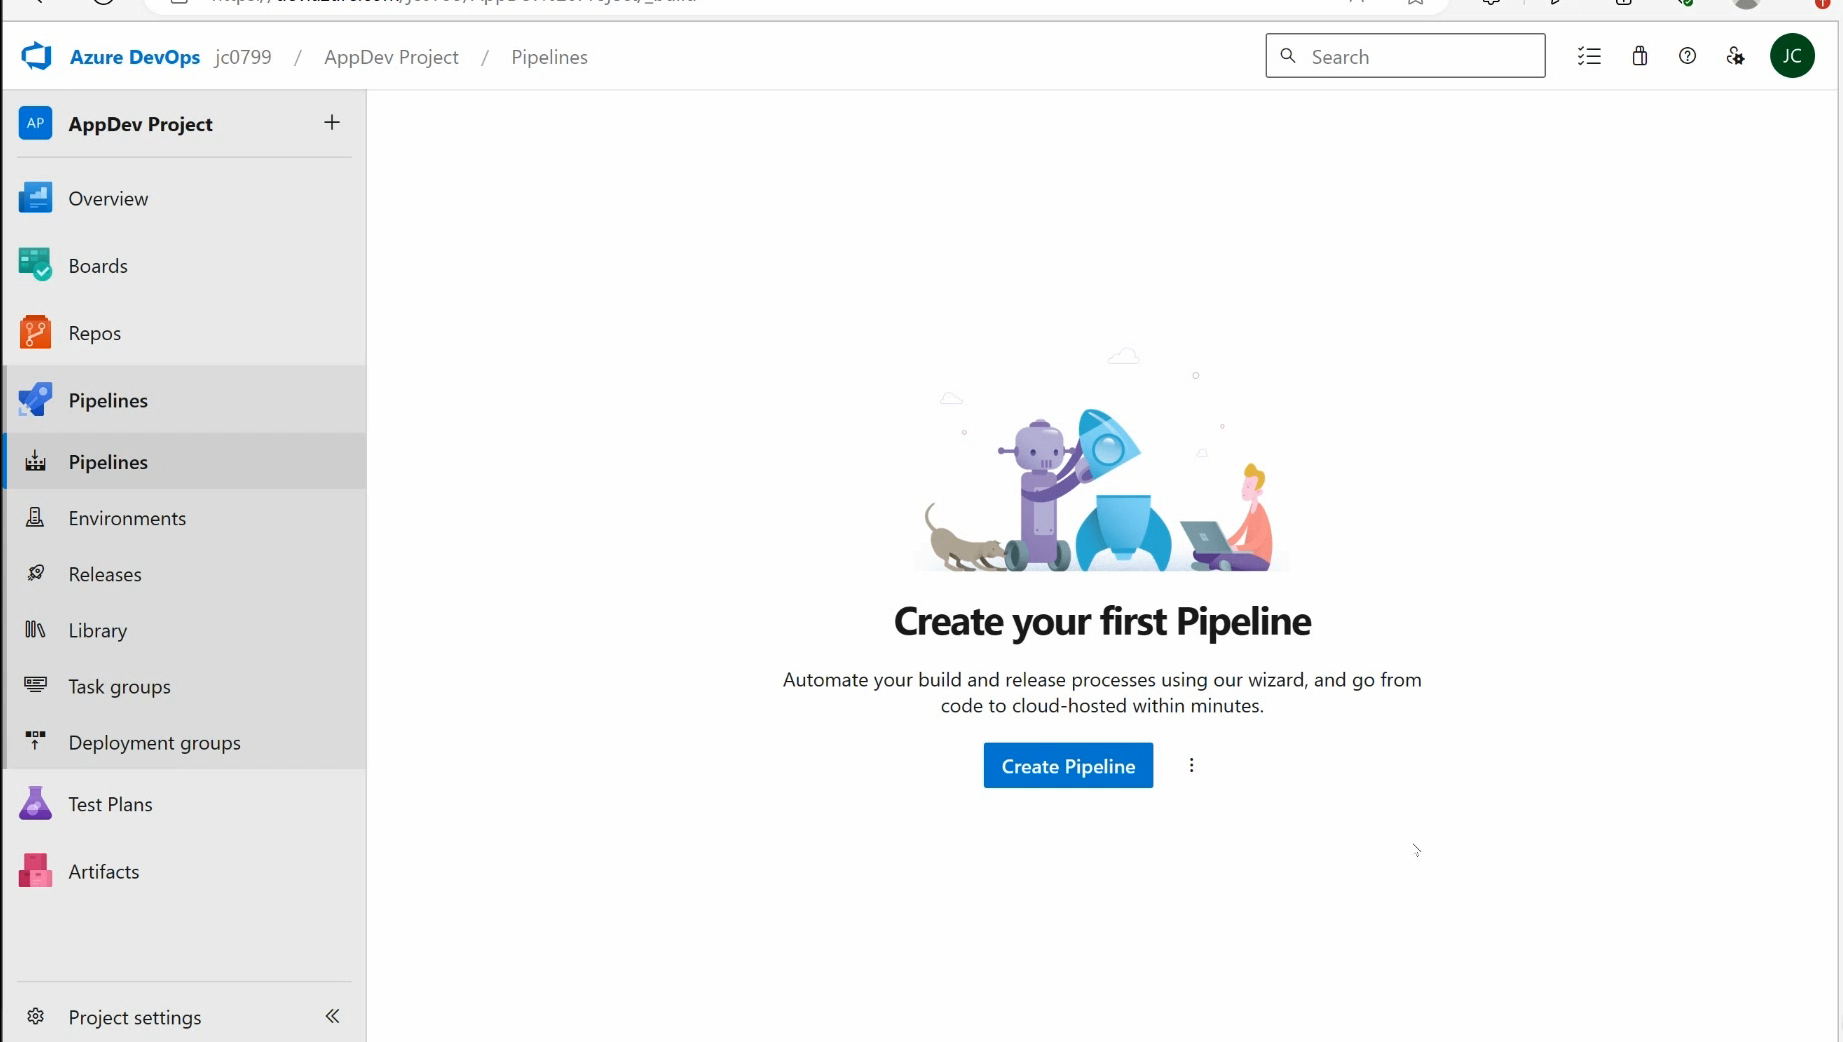 Azure DevOps jc0799 / AppDev Project / Pipelines
Search
JC
AP AppDev Project
Overview
Boards
Repos
Pipelines
Pipelines
Environments
Releases
Library
Task groups
Deployment groups
Test Plans
Artifacts
Project settings
Create your first Pipeline
Automate your build and release processes using our wizard, and go from
code to cloud-hosted within minutes.
Create Pipeline